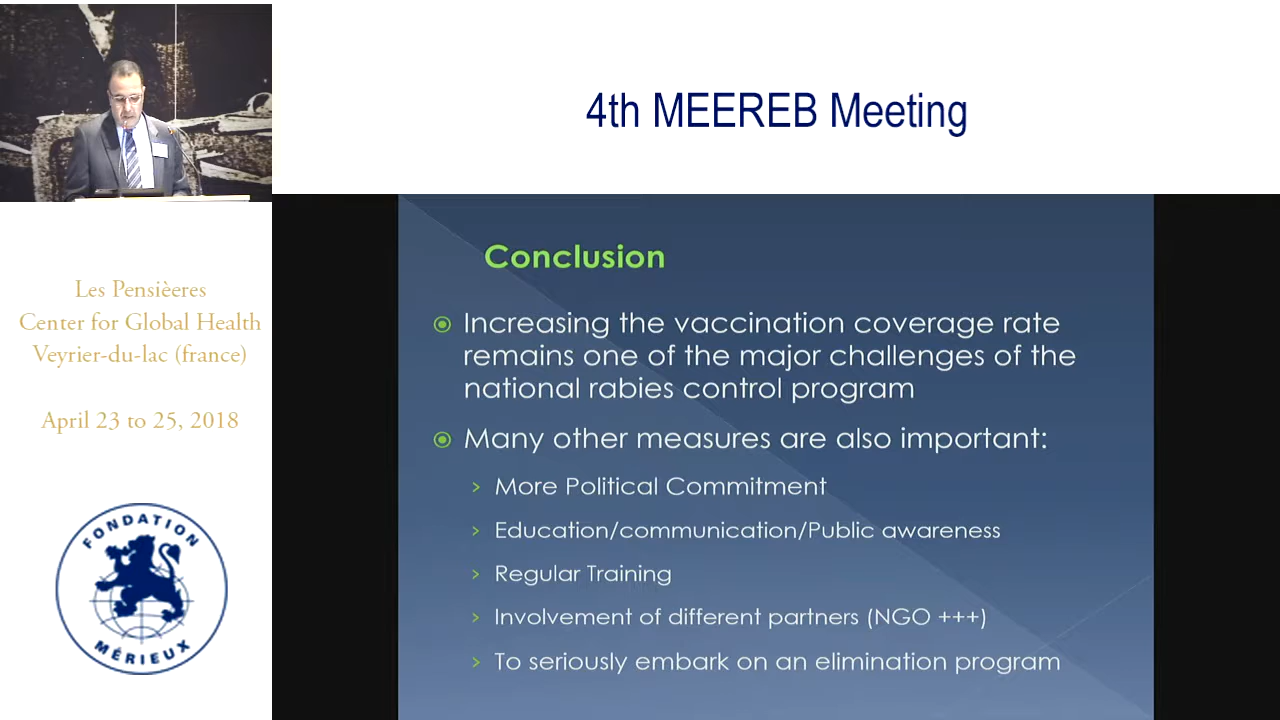 4th MEEREB Meeting
Les Pensièeres
Center for Global Health
Veyrier-du-lac (france)
April 23 to 25, 2018
FONDATION
MÉRIEUX
Conclusion
Increasing the vaccination coverage rate
remains one of the major challenges of the
national rabies control program
Many other measures are also important:
> More Political Commitment
> Education/communication/Public awareness
> Regular Training
> Involvement of different partners (NGO +++)
> To seriously embark on an elimination program